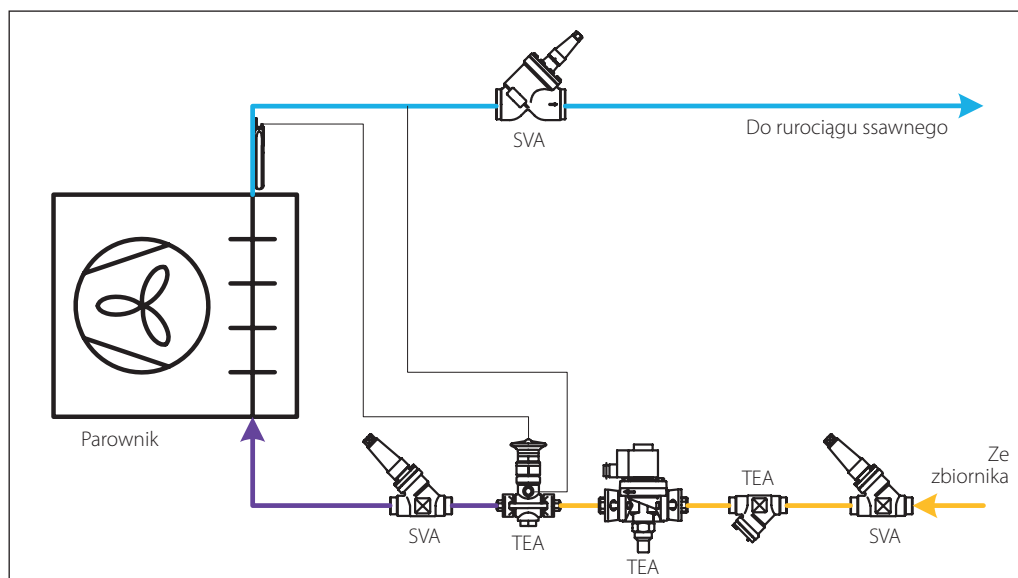 SVA
Do rurociągu ssawnego
Parownik
Ze
zbiornika
TEA
SVA
TEA
TEA
SVA